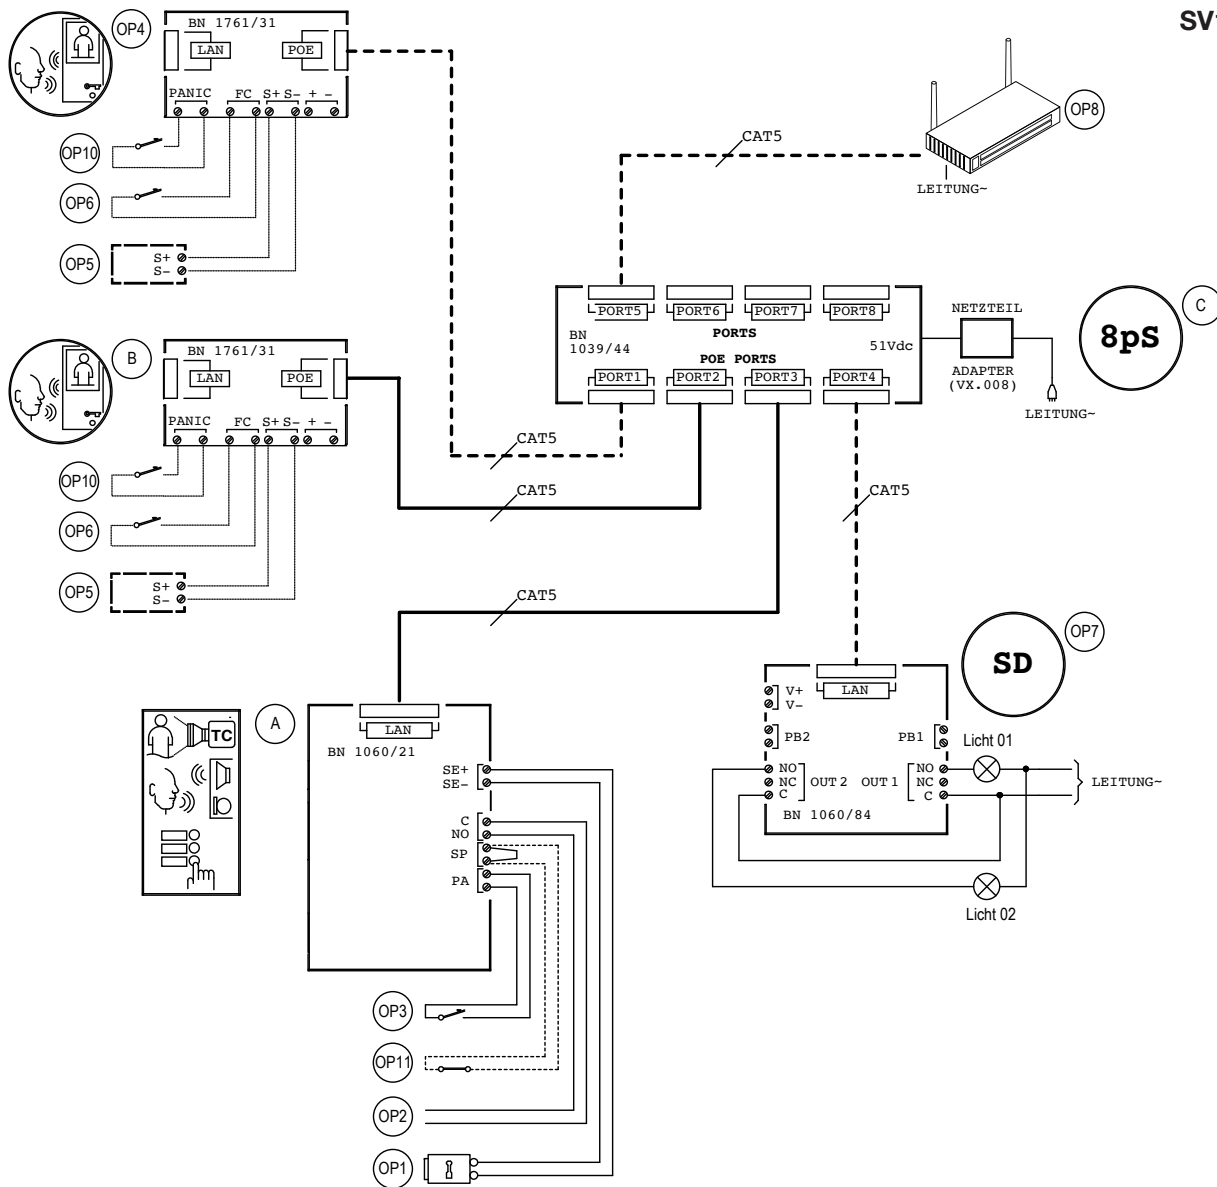 SV
OP4
BN 1761/31
LAN POE
PANIC FC S+ S- + -
OP10
OP6
OP5
S+
S-
CAT5
OP8
LEITUNG~
PORT5 PORT6 PORT7 PORT8
BN
1039/44
PORTS
POE PORTS
51Vdc
PORT1 PORT2 PORT3 PORT4
NETZTEIL
ADAPTER
(VX.008)
LEITUNG~
8pS
C
B
BN 1761/31
LAN POE
PANIC FC S+ S- + -
OP10
OP6
OP5
S+
S-
CAT5
CAT5
CAT5
CAT5
SD
OP7
LAN
V+
V-
PB2
PB1
NO
NC
C
OUT 2
OUT 1
NO
NC
C
BN 1060/84
Licht 01
LEITUNG~
Licht 02
TC
A
LAN
BN 1060/21
SE+
SE-
C
NO
SP
PA
OP3
OP11
OP2
OP1